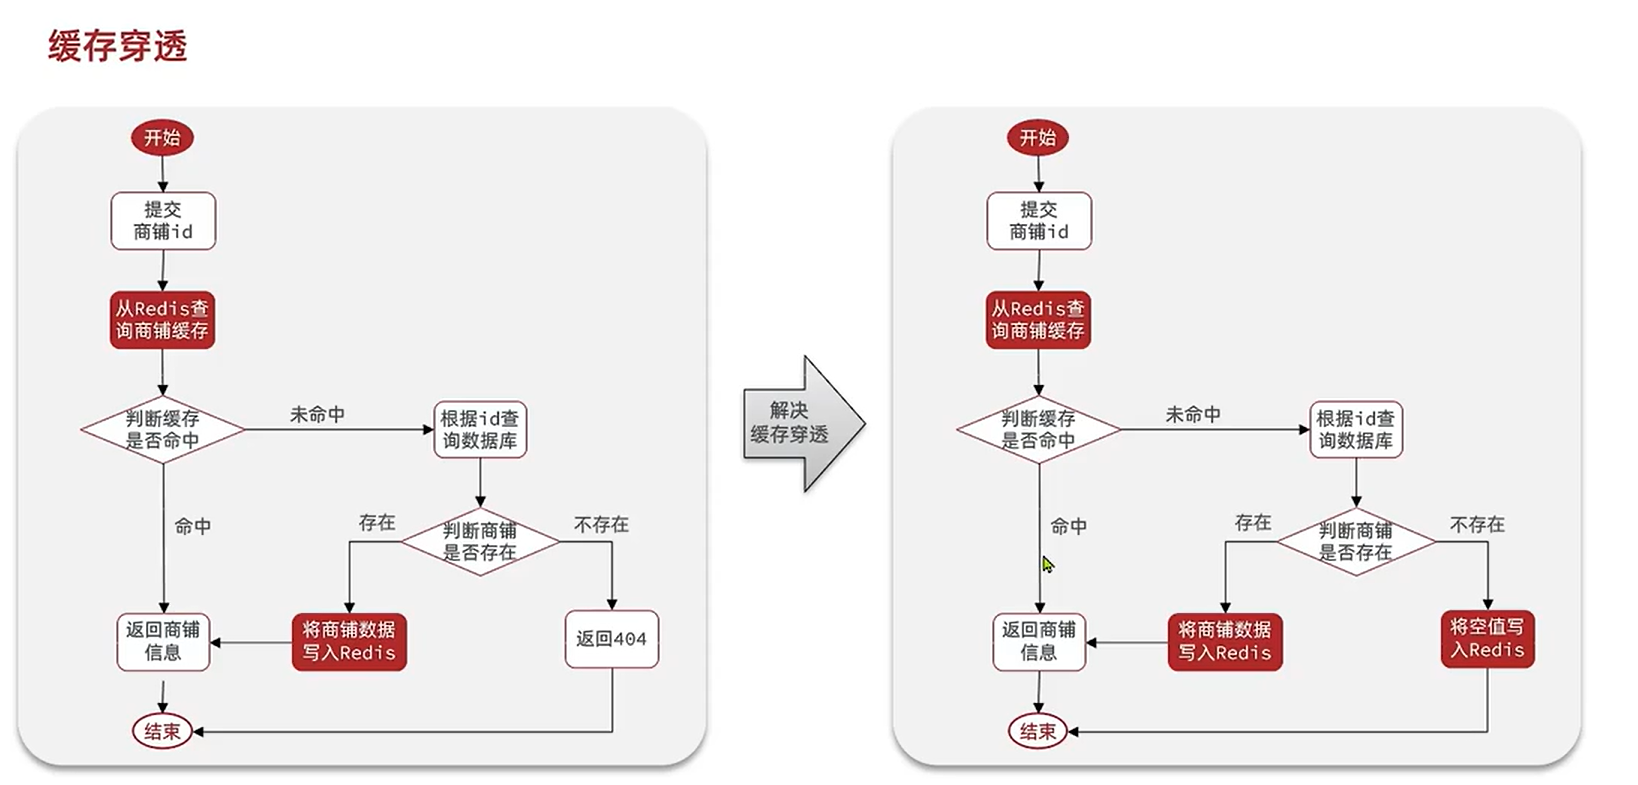 缓存穿透
开始
提交
商铺id
从Redis查
询商铺缓存
判断缓存
是否命中
未命中
根据id查
询数据库
命中
存在
判断商铺
是否存在
不存在
返回商铺
信息
将商铺数据
写入Redis
返回404
结束
解决
缓存穿透
开始
提交
商铺id
从Redis查
询商铺缓存
判断缓存
是否命中
未命中
根据id查
询数据库
命中
存在
判断商铺
是否存在
不存在
返回商铺
信息
将商铺数据
写入Redis
将空值写
入Redis
结束